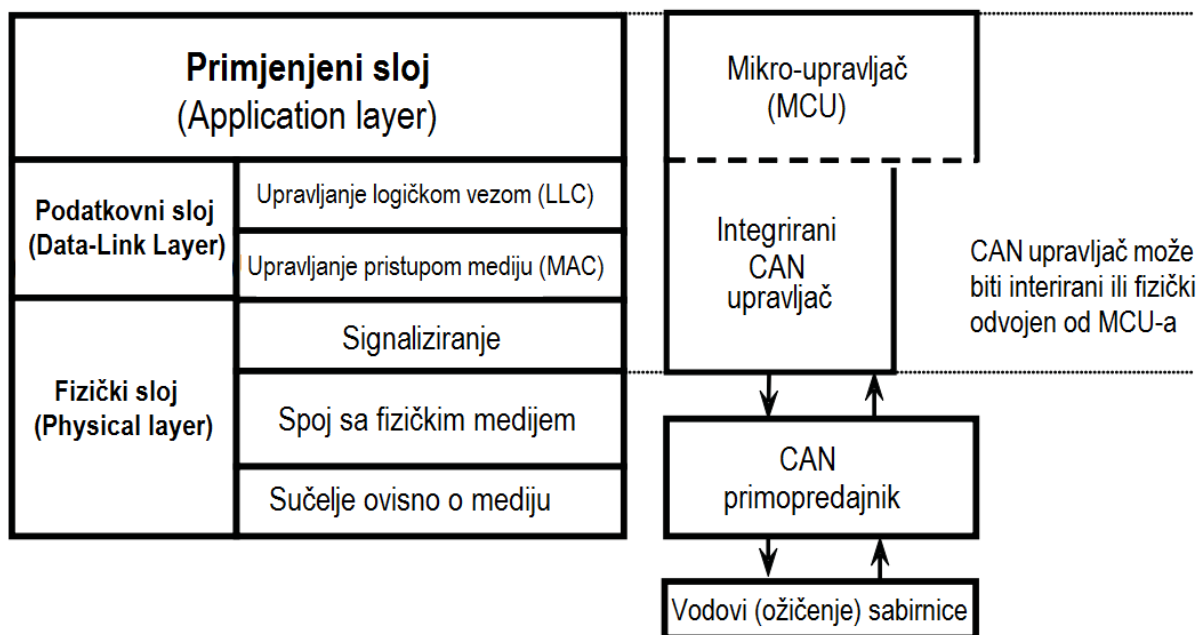 Primjenjeni sloj
(Application layer)
Podatkovni sloj
(Data-Link Layer)
Upravljanje logičkom vezom (LLC)
Upravljanje pristupom mediju (MAC)
Fizički sloj
(Physical layer)
Signaliziranje
Spoj sa fizičkim medijem
Sučelje ovisno o mediju
Mikro-upravljač
(MCU)
Integrirani
CAN
upravljač
CAN
primopredajnik
Vodovi (ožičenje) sabirnice
CAN upravljač može
biti interirani ili fizički
odvojen od MCU-a